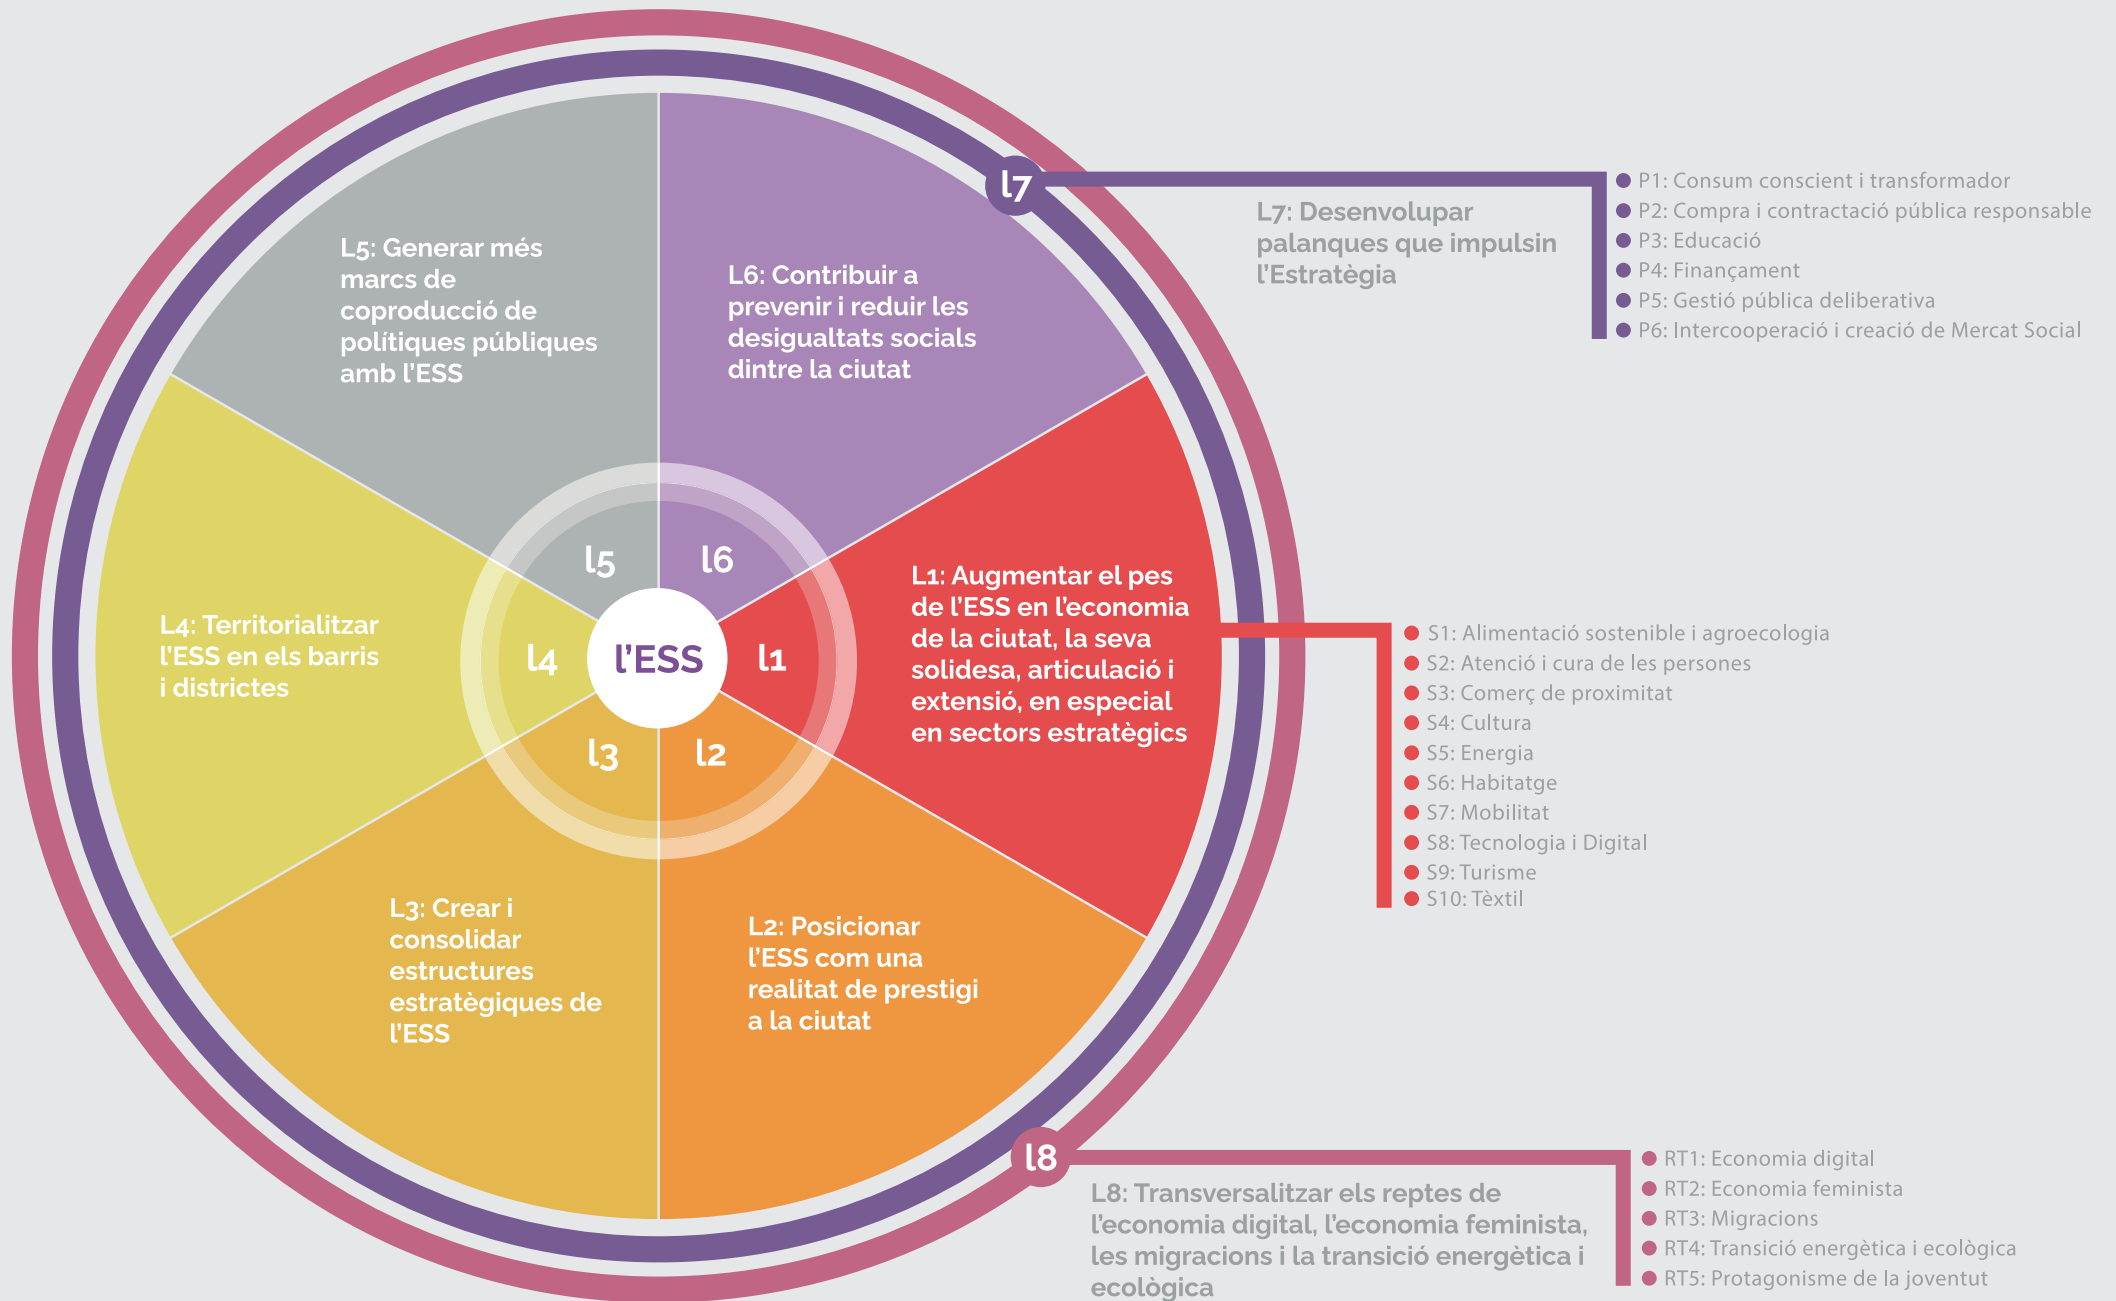 L5: Generar més
marcs de
coproducció de
polítiques públiques
amb l'ESS
L6: Contribuir a
prevenir i reduir les
desigualtats socials
dintre la ciutat
l7
L7: Desenvolupar
palanques que impulsin
l'Estratègia
P1: Consum conscient i transformador
P2: Compra i contractació pública responsable
P3: Educació
P4: Finançament
P5: Gestió pública deliberativa
P6: Intercooperació i creació de Mercat Social
L4: Territorialitzar
l'ESS en els barris
i districtes
l5
l6
l4
l'ESS
l1
l3
l2
L1: Augmentar el pes
de l'ESS en l'economia
de la ciutat, la seva
solidesa, articulació i
extensió, en especial
en sectors estratègics
S1: Alimentació sostenible i agroecologia
S2: Atenció i cura de les persones
S3: Comerç de proximitat
S4: Cultura
S5: Energia
S6: Habitatge
S7: Mobilitat
S8: Tecnologia i Digital
S9: Turisme
S10: Tèxtil
L3: Crear i
consolidar
estructures
estratègiques de
l'ESS
L2: Posicionar
l'ESS com una
realitat de prestigi
a la ciutat
l8
L8: Transversalitzar els reptes de
l'economia digital, l'economia feminista,
les migracions i la transició energètica i
ecològica
RT1: Economia digital
RT2: Economia feminista
RT3: Migracions
RT4: Transició energètica i ecològica
RT5: Protagonisme de la joventut